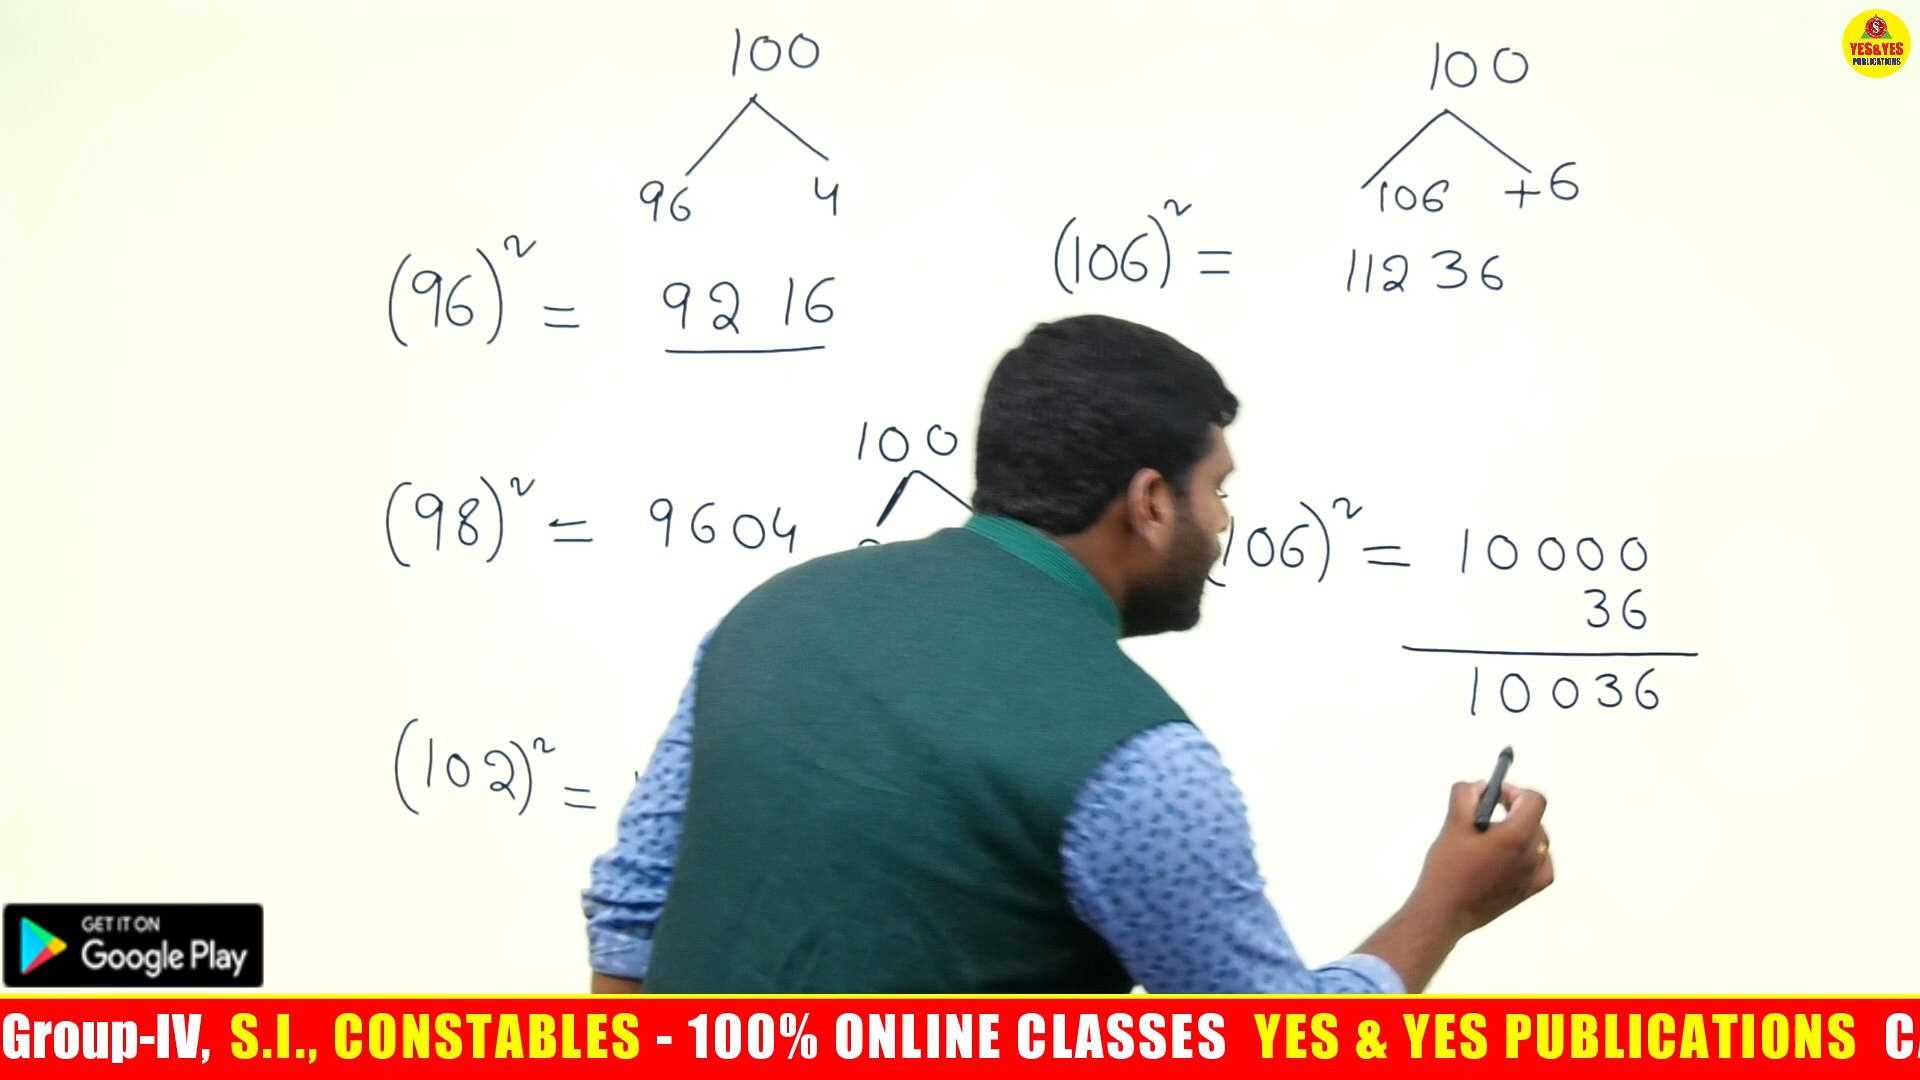 100
96 4
(96)² = 9216
100
106 +6
(106)² = 11236
100
(98)² = 9604
106)² = 10000
36
10036
(102)² =
YES&YES
PUBLICATIONS
GET IT ON
Google Play
Group-IV, S.I., CONSTABLES - 100% ONLINE CLASSES YES & YES PUBLICATIONS